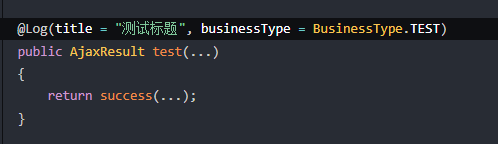 @Log(title = "测试标题", businessType = BusinessType.TEST)
public AjaxResult test(...)
{
    return success(...);
}